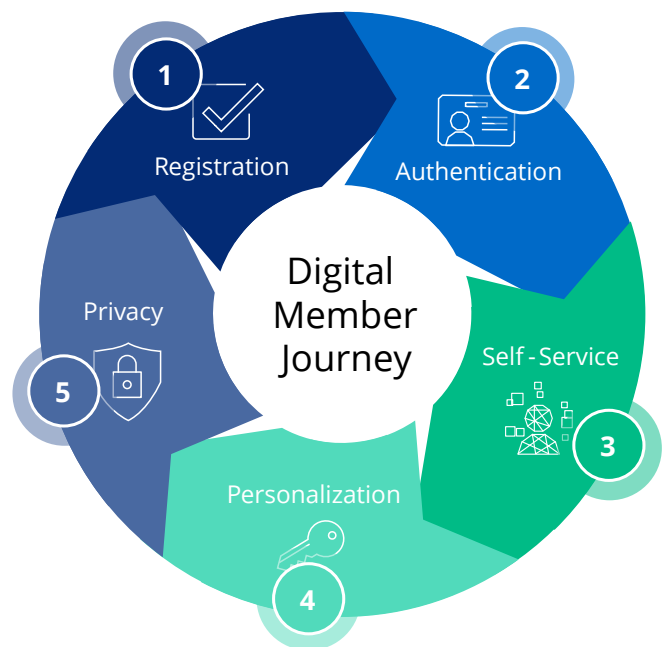 1
Registration
2
Authentication
Self - Service
3
Personalization
4
Privacy
5
Digital
Member
Journey